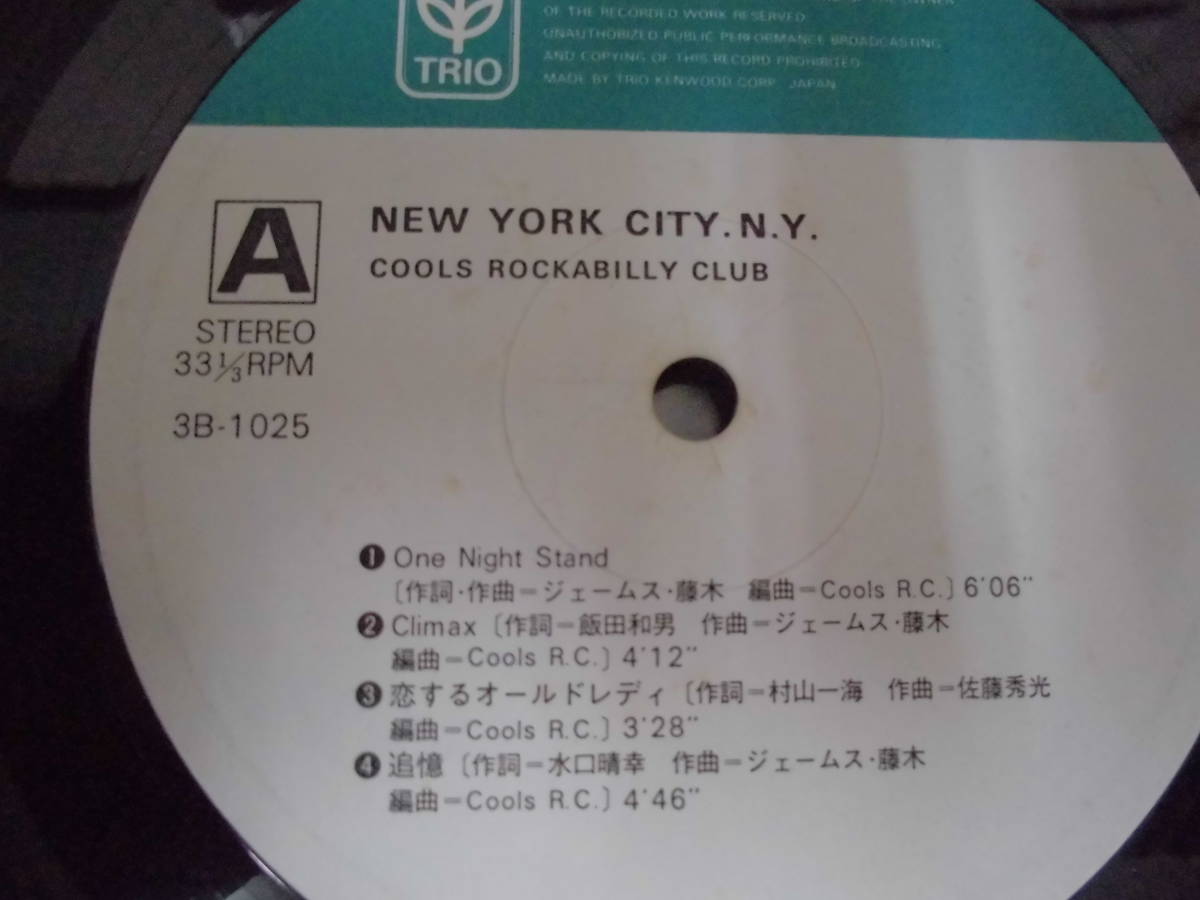 TRIO
OF THE RECORDED WORK RESERVED
UNAUTHORIZED PUBLIC PERFORMANCE BROADCASTING
AND COPYING OF THIS RECORD PROHIBITED
MADE BY TRIO KENWOOD CORP. JAPAN
A
NEW YORK CITY. N.Y.
COOLS ROCKABILLY CLUB
STEREO
33⅓RPM
3B-1025
❶ One Night Stand
〔作詞・作曲=ジェームス・藤木 編曲=Cools R.C.〕6'06"
❷ Climax〔作詞=飯田和男 作曲=ジェームス・藤木
編曲=Cools R.C.〕4'12"
❸ 恋するオールドレディ〔作詞=村山一海 作曲=佐藤秀光
編曲=Cools R.C.〕3'28"
❹ 追憶〔作詞=水口晴幸 作曲=ジェームス・藤木
編曲=Cools R.C.〕4'46"